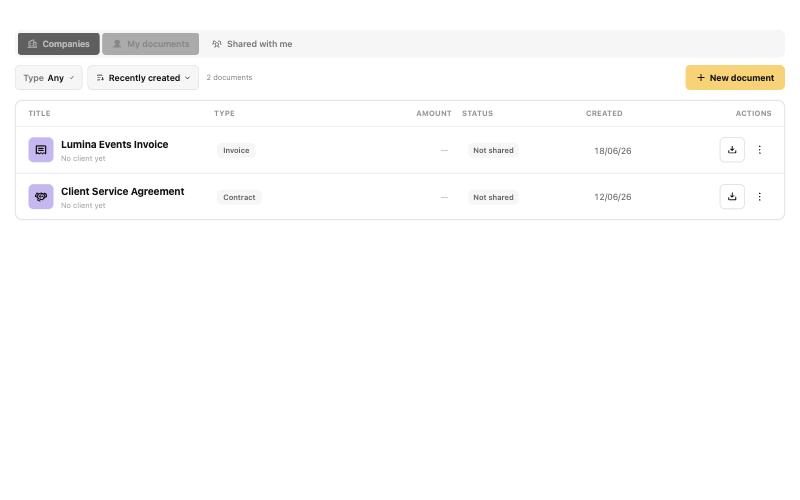 Companies My documents Shared with me
Type Any Recently created 2 documents New document
TITLE TYPE AMOUNT STATUS CREATED ACTIONS
Lumina Events Invoice
No client yet
Invoice — Not shared 18/06/26
Client Service Agreement
No client yet
Contract — Not shared 12/06/26